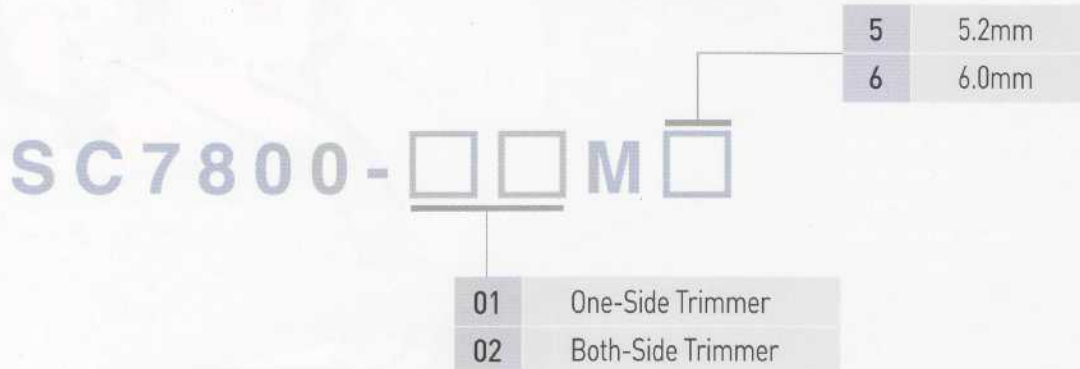 5 5.2mm
6 6.0mm
SC7800-□□M□
01 One-Side Trimmer
02 Both-Side Trimmer